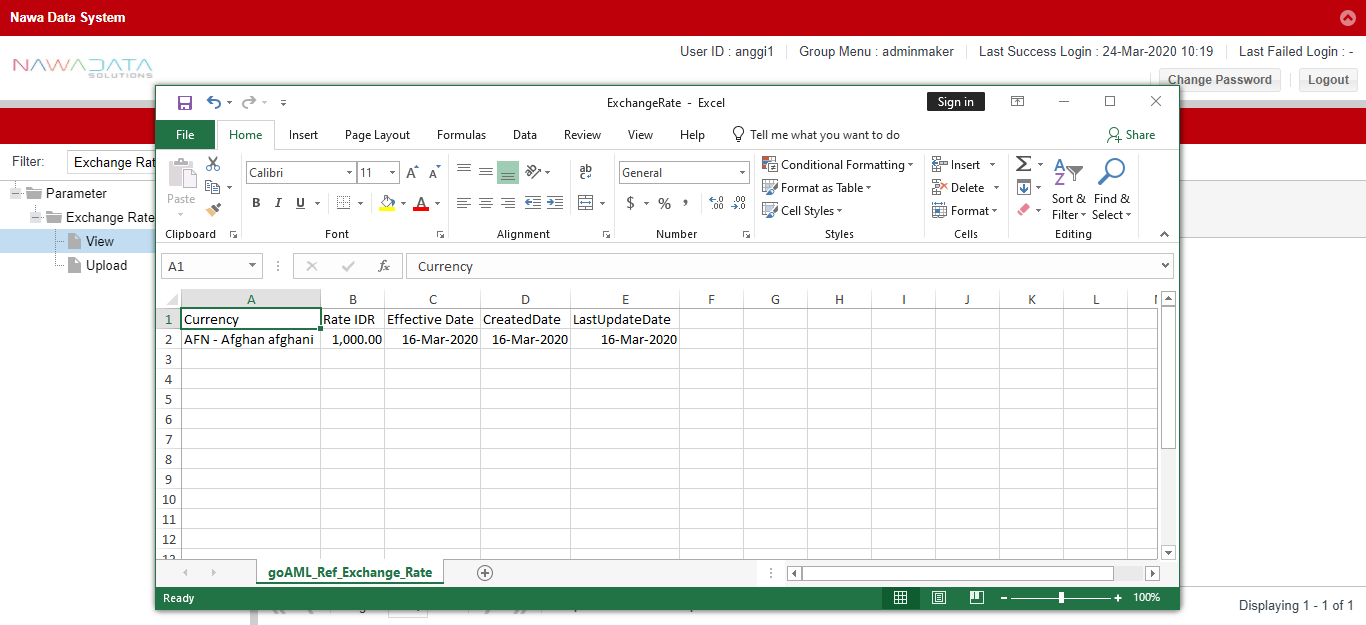 Nawa Data System
NAWADATA
SOLUTIONS
User ID : anggi1 Group Menu : adminmaker Last Success Login : 24-Mar-2020 10:19 Last Failed Login : -
Change Password Logout
Filter: Exchange Rat
Parameter
Exchange Rate
View
Upload
ExchangeRate - Excel
Sign in
File Home Insert Page Layout Formulas Data Review View Help Tell me what you want to do Share
Paste
Clipboard
Calibri 11
B I U
Font
Alignment
General
$ % ,
Number
Conditional Formatting
Format as Table
Cell Styles
Styles
Insert
Delete
Format
Cells
Sort & Filter
Find & Select
Editing
A1 fx Currency
A B C D E F G H I J K L
1 Currency Rate IDR Effective Date CreatedDate LastUpdateDate
2 AFN - Afghan afghani 1,000.00 16-Mar-2020 16-Mar-2020 16-Mar-2020
3
4
5
6
7
8
9
10
11
12
goAML_Ref_Exchange_Rate
Ready 100%
Displaying 1 - 1 of 1